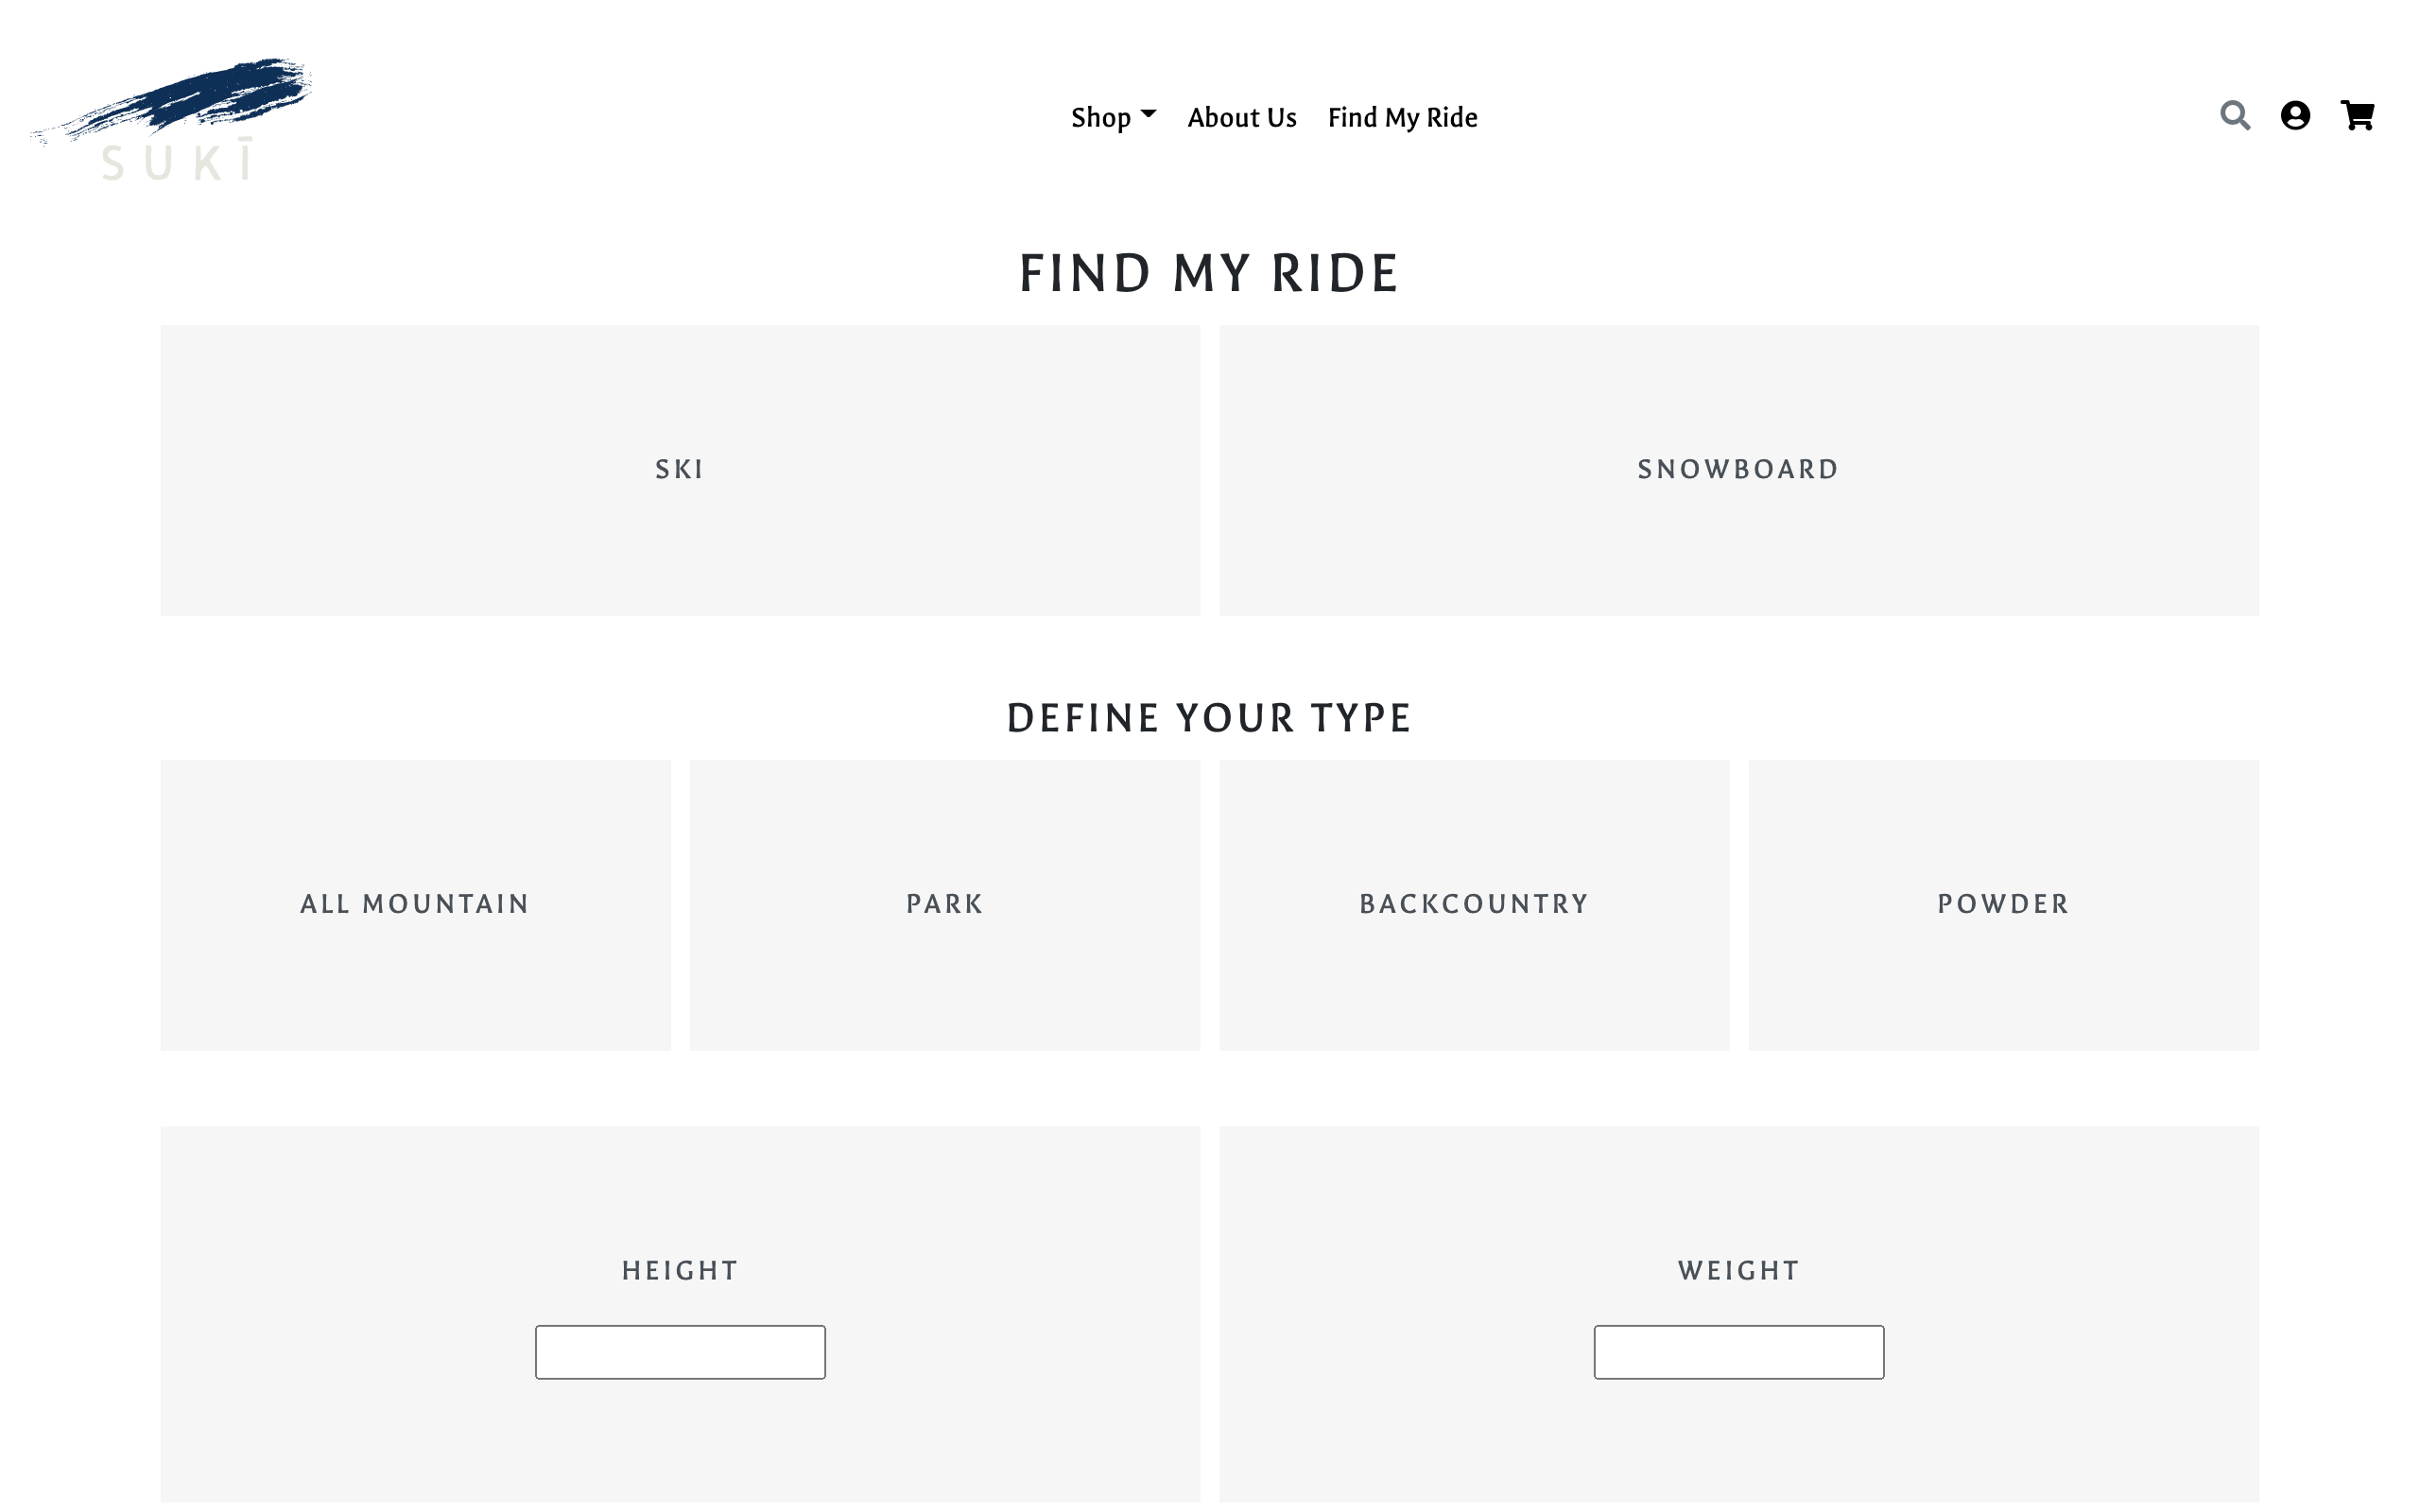 SUKĪ
Shop About Us Find My Ride
FIND MY RIDE
SKI SNOWBOARD
DEFINE YOUR TYPE
ALL MOUNTAIN PARK BACKCOUNTRY POWDER
HEIGHT WEIGHT